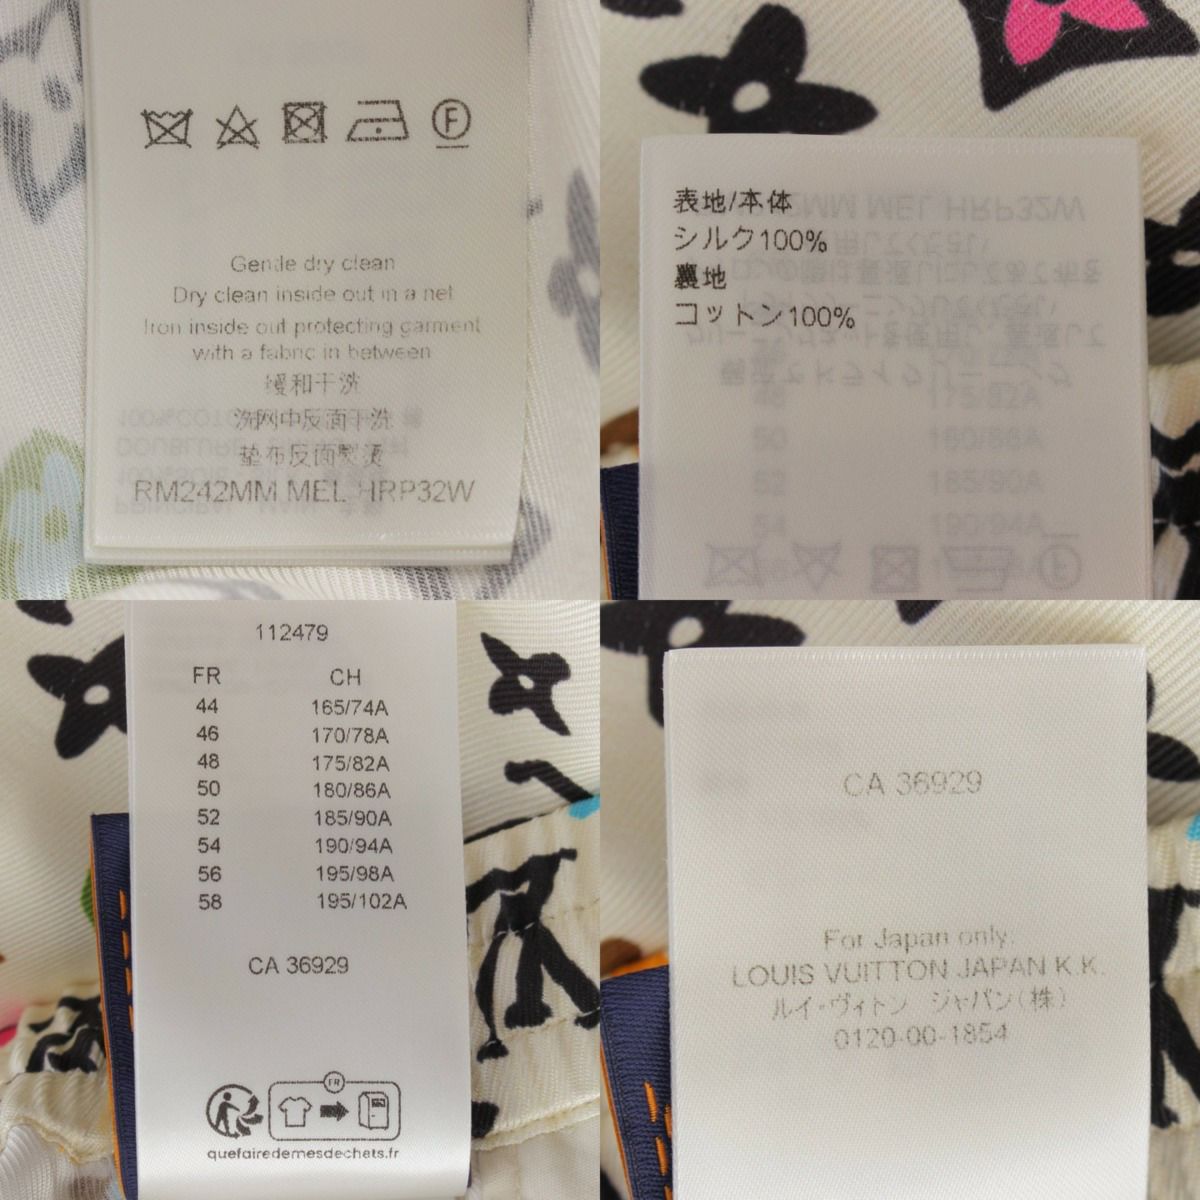 Gentle dry clean
Dry clean inside out in a net
Iron inside out protecting garment
with a fabric in between
缓和干洗
洗网中反面干洗
垫布反面熨烫
RM242MM MEL HRP32W
表地/本体
シルク100%
裏地
コットン100%
112479
FR CH
44 165/74A
46 170/78A
48 175/82A
50 180/86A
52 185/90A
54 190/94A
56 195/98A
58 195/102A
CA 36929
FR
quefairedemesdechets.fr
CA 36929
For Japan only:
LOUIS VUITTON JAPAN K.K.
ルイ・ヴィトン ジャパン(株)
0120-00-1854